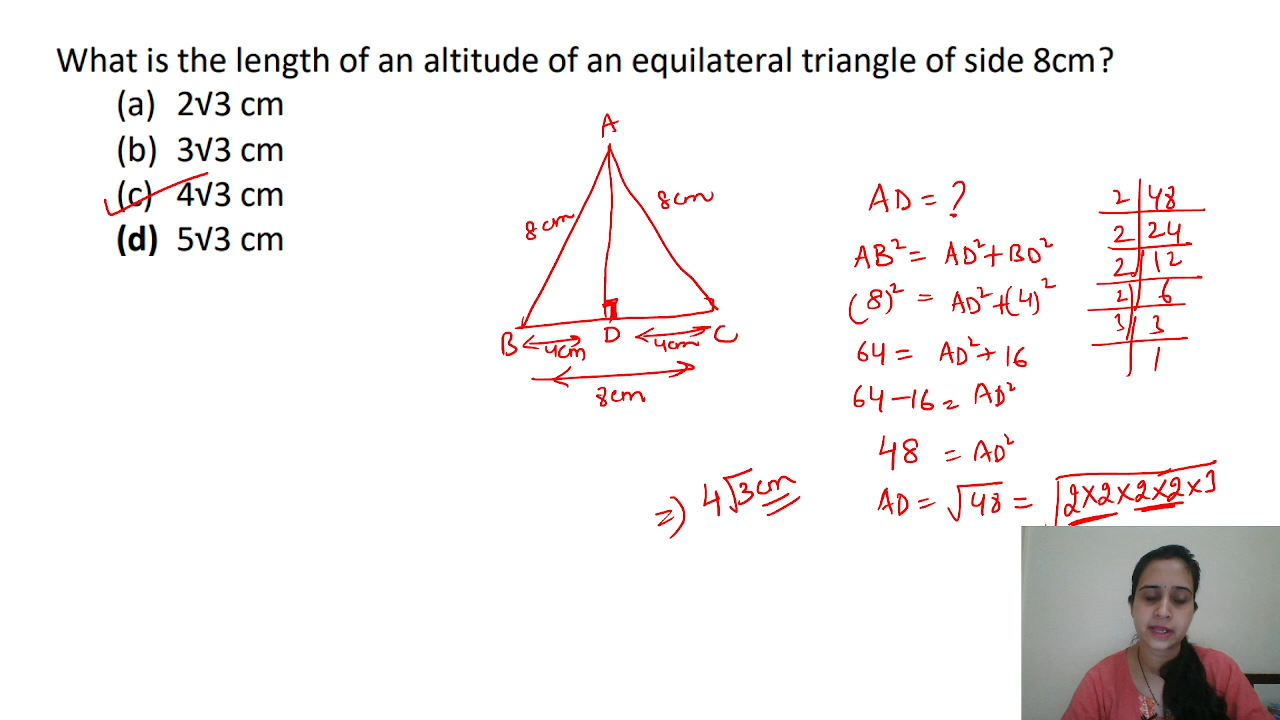 What is the length of an altitude of an equilateral triangle of side 8cm?
(a) 2√3 cm
(b) 3√3 cm
(c) 4√3 cm
(d) 5√3 cm
A
8cm
8cm
B
4cm
D
4cm
C
8cm
AD = ?
AB² = AD² + BD²
(8)² = AD² + (4)²
64 = AD² + 16
64 - 16 = AD²
48 = AD²
AD = √48 = √2×2×2×2×3
=) 4√3 cm
2 | 48
2 | 24
2 | 12
2 | 6
3 | 3
| 1